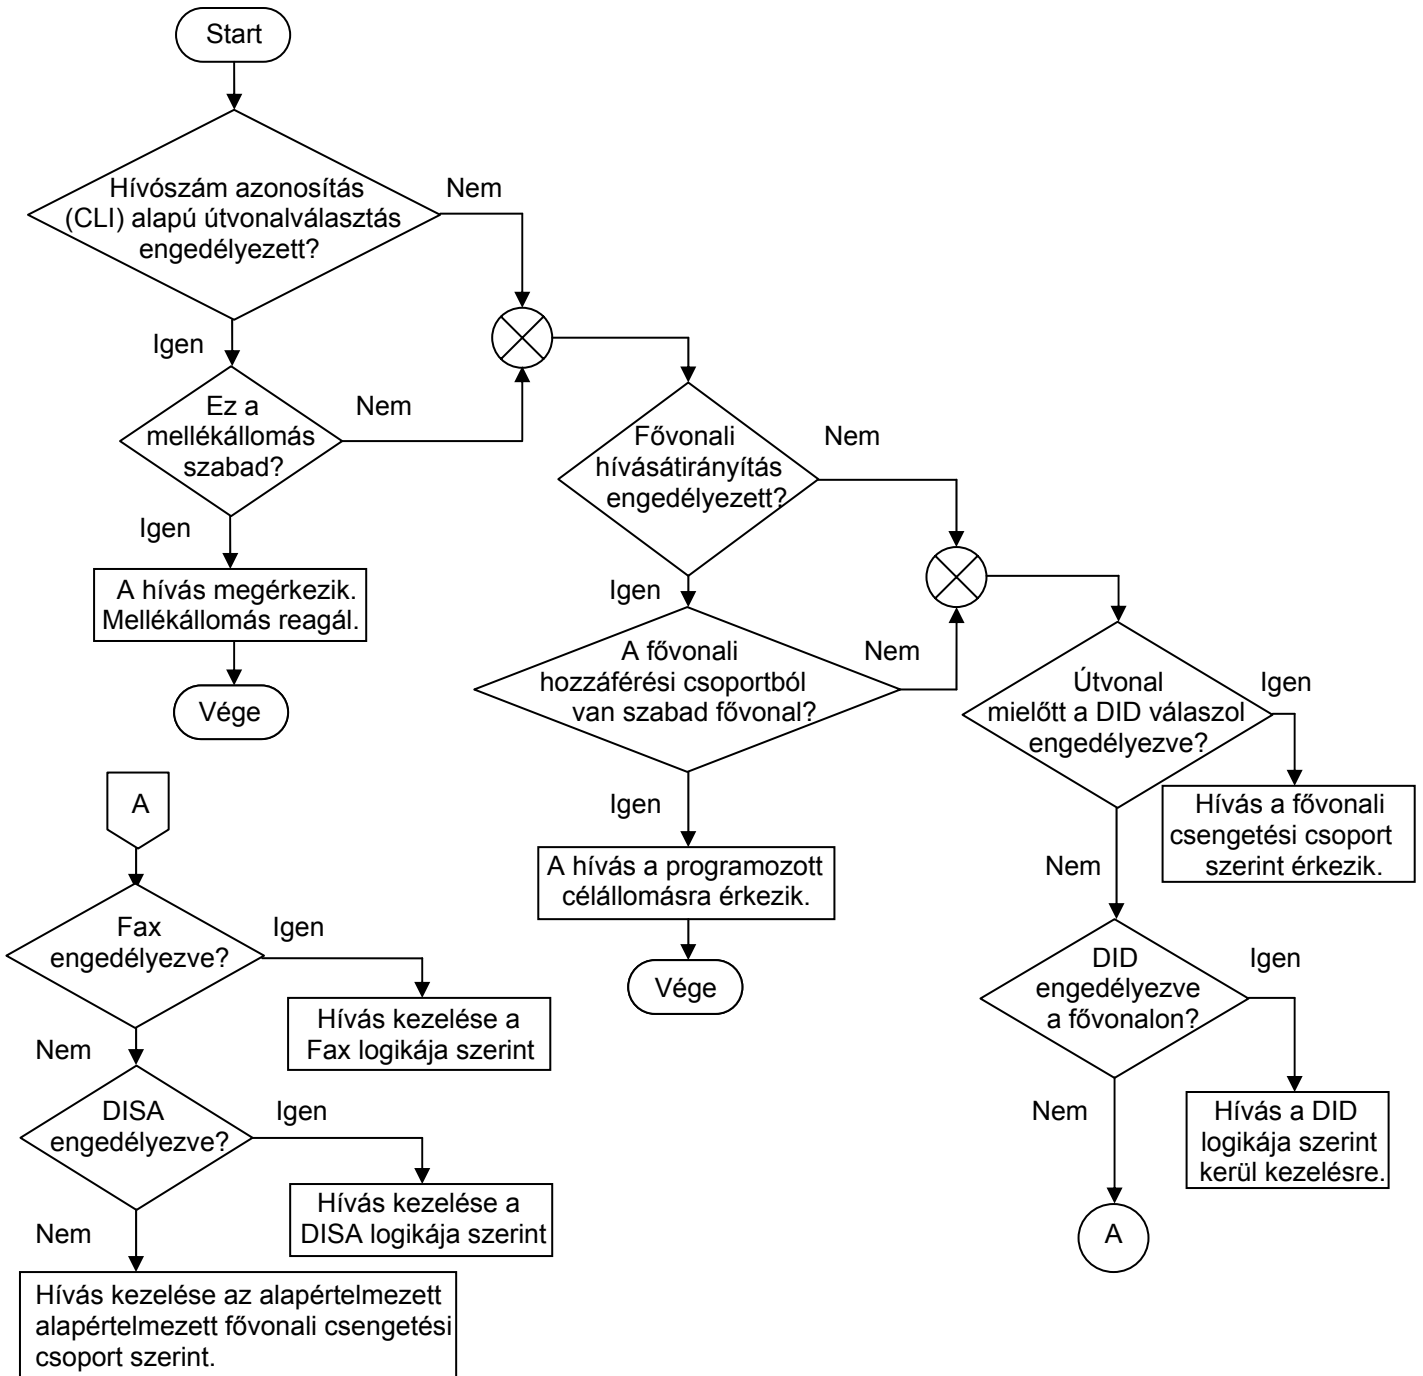 Start
Hívószám azonosítás
(CLI) alapú útvonalválasztás
engedélyezett?
Nem
Igen
Ez a
mellékállomás
szabad?
Nem
Igen
A hívás megérkezik.
Mellékállomás reagál.
Vége
Fővonali
hívásátirányítás
engedélyezett?
Nem
Igen
A fővonali
hozzáférési csoportból
van szabad fővonal?
Nem
Igen
A hívás a programozott
célállomásra érkezik.
Vége
Útvonal
mielőtt a DID válaszol
engedélyezve?
Igen
Hívás a fővonali
csengetési csoport
szerint érkezik.
Nem
DID
engedélyezve
a fővonalon?
Igen
Hívás a DID
logikája szerint
kerül kezelésre.
Nem
A
A
Fax
engedélyezve?
Igen
Hívás kezelése a
Fax logikája szerint
Nem
DISA
engedélyezve?
Igen
Hívás kezelése a
DISA logikája szerint
Nem
Hívás kezelése az alapértelmezett
alapértelmezett fővonali csengetési
csoport szerint.